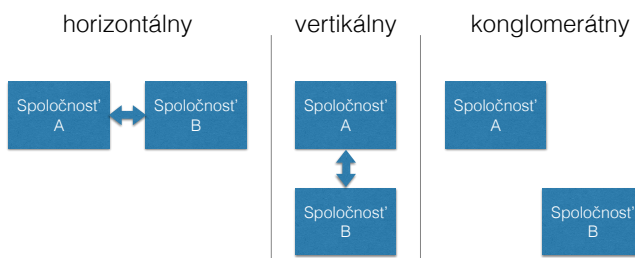 horizontálny
Spoločnosť
A
Spoločnosť
B
vertikálny
Spoločnosť
A
Spoločnosť
B
konglomerátny
Spoločnosť
A
Spoločnosť
B